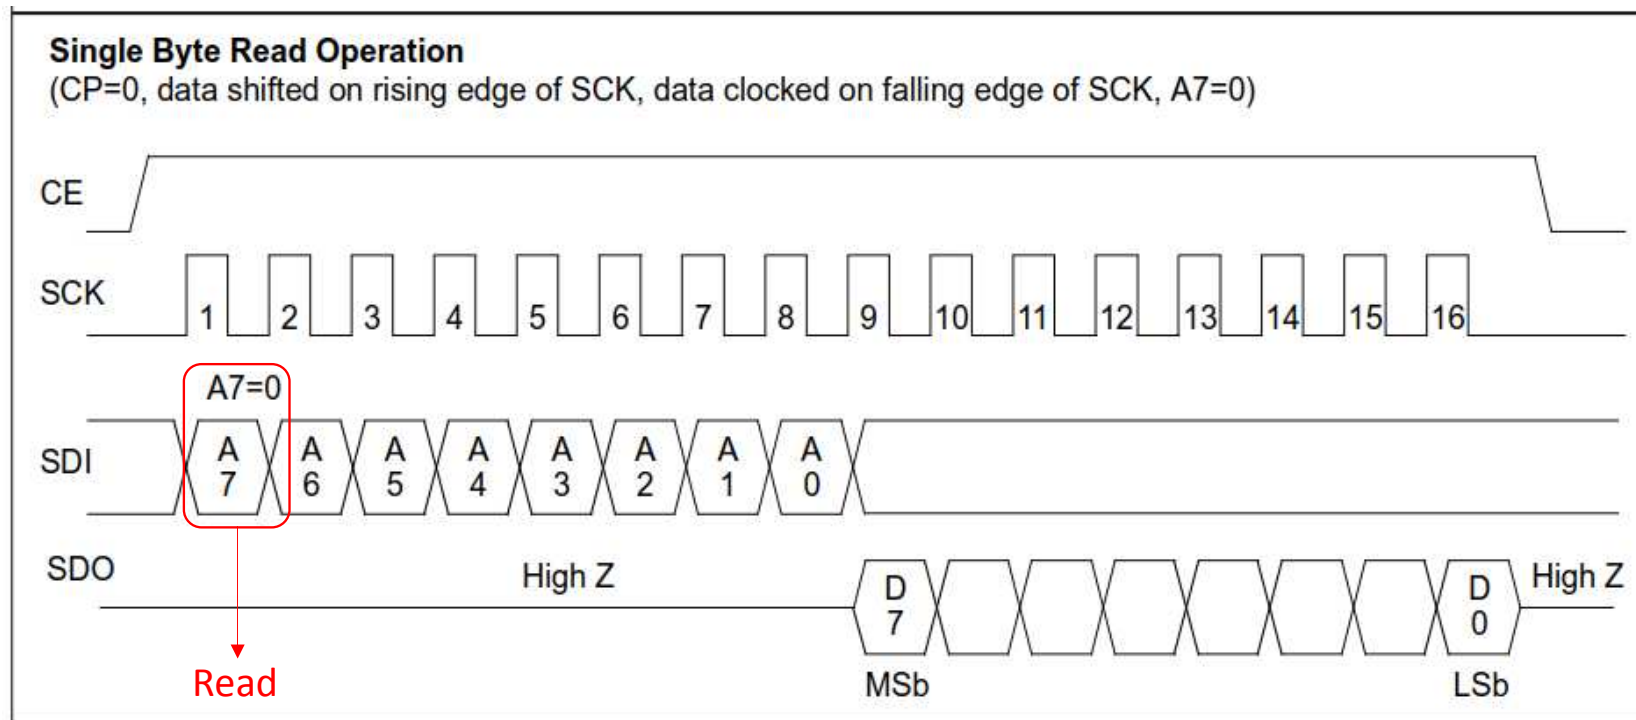 Single Byte Read Operation
(CP=0, data shifted on rising edge of SCK, data clocked on falling edge of SCK, A7=0)
CE
SCK
1 2 3 4 5 6 7 8 9 10 11 12 13 14 15 16
A7=0
SDI
A A A A A A A A
7 6 5 4 3 2 1 0
SDO
High Z
D
7
D
0
High Z
MSb
LSb
Read